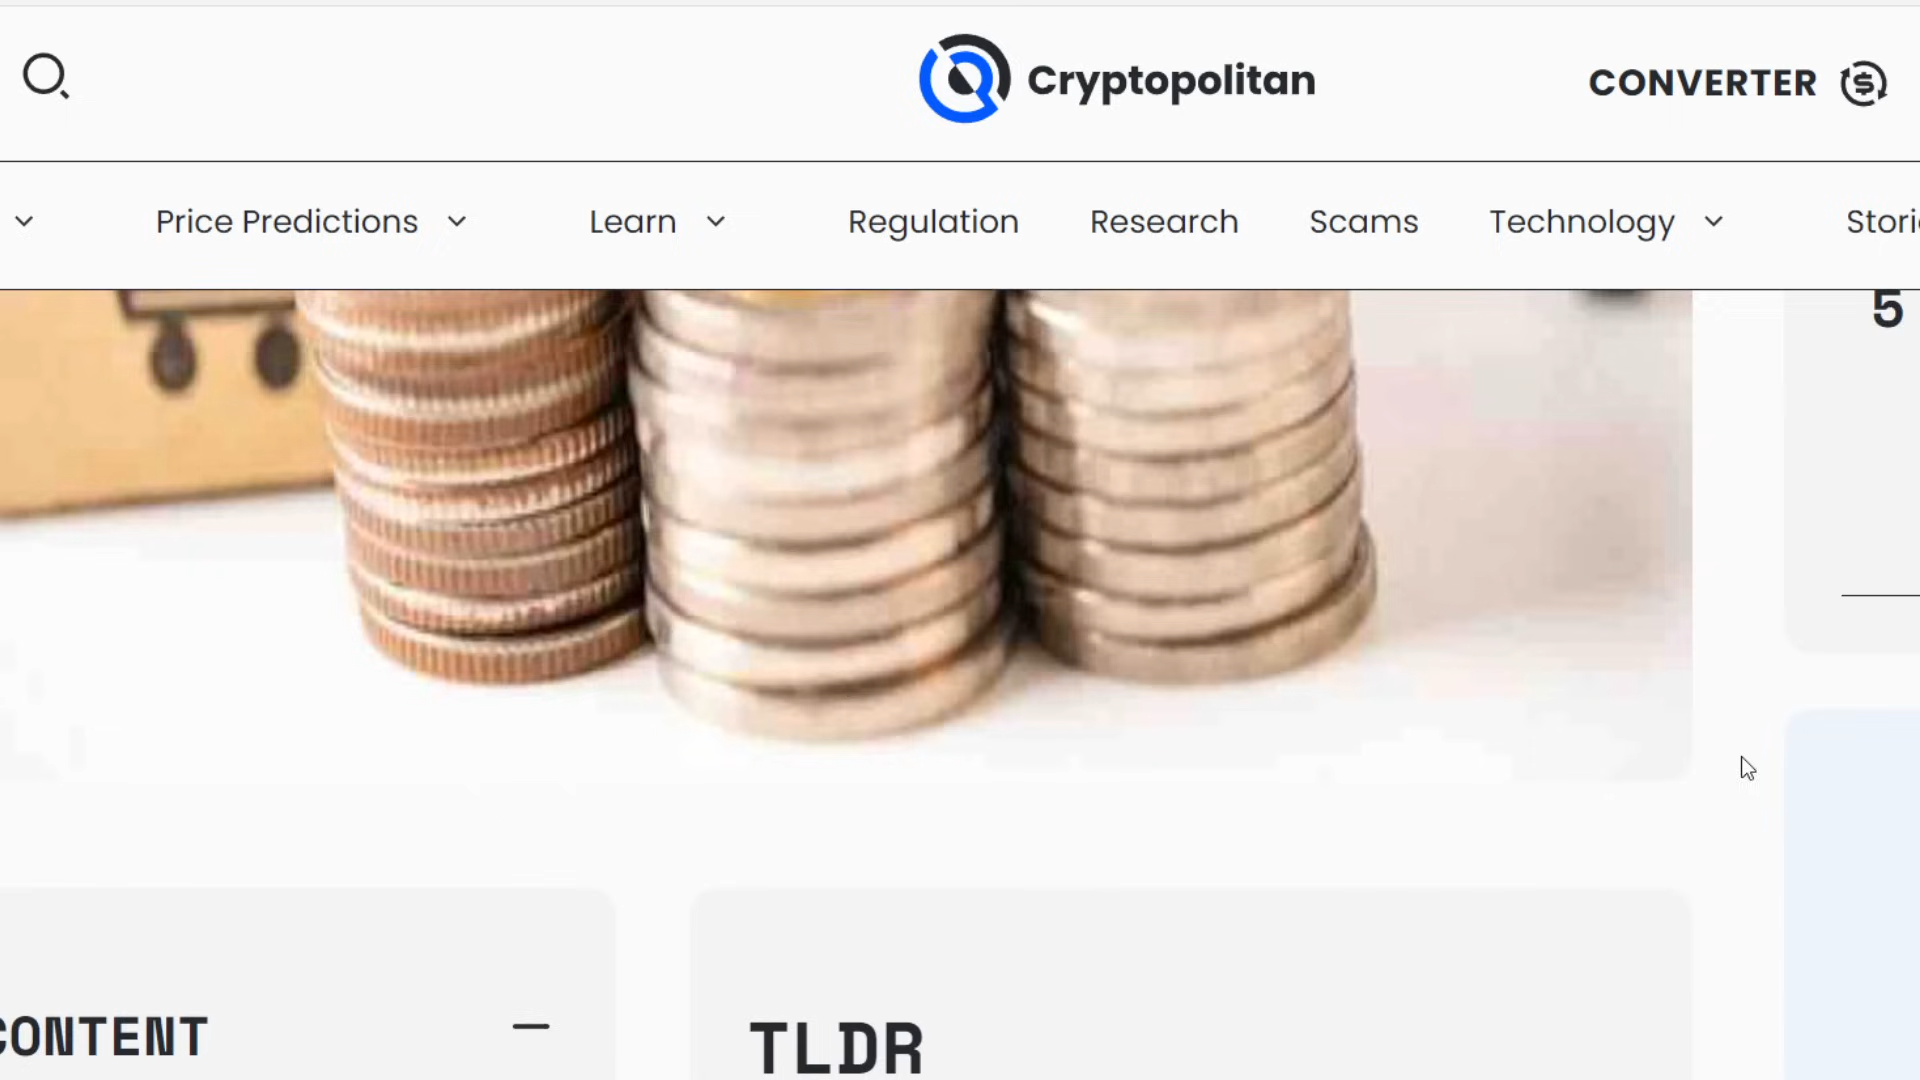 Cryptopolitan
CONVERTER
Price Predictions
Learn
Regulation
Research
Scams
Technology
5
CONTENT
TLDR